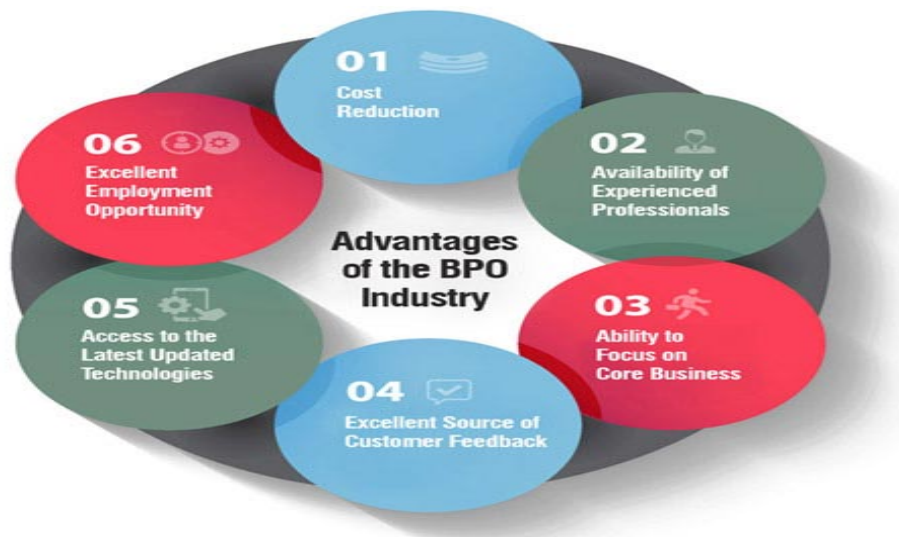 Advantages
of the BPO
Industry
01
Cost
Reduction
02
Availability of
Experienced
Professionals
03
Ability to
Focus on
Core Business
04
Excellent Source of
Customer Feedback
05
Access to the
Latest Updated
Technologies
06
Excellent
Employment
Opportunity